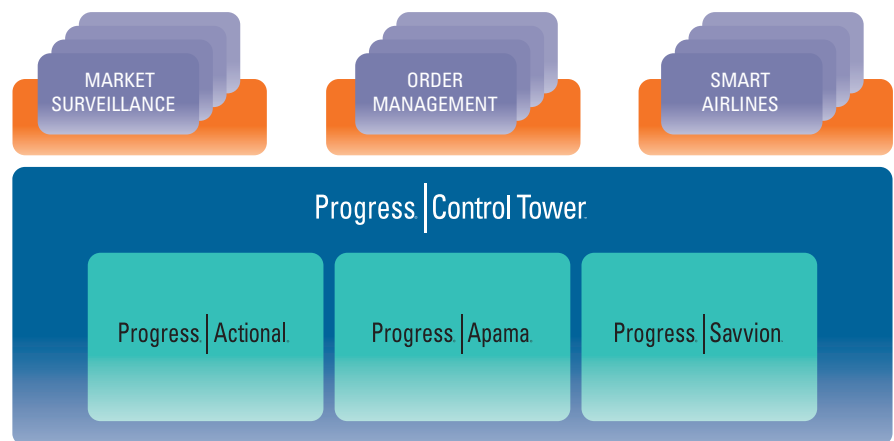 MARKET
SURVEILLANCE
ORDER
MANAGEMENT
SMART
AIRLINES
Progress | Control Tower
Progress | Actional
Progress | Apama
Progress | Savvion